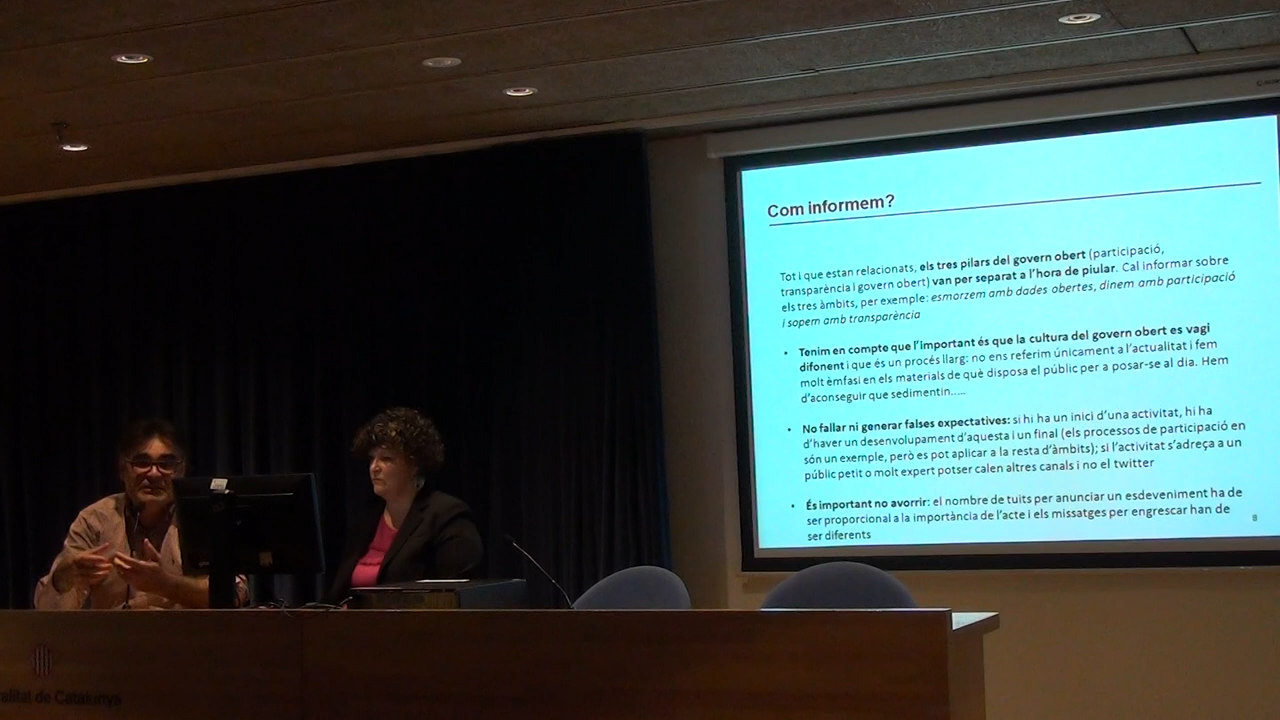 Com informem?
Tot i que estan relacionats, els tres pilars del govern obert (participació,
transparència i govern obert) van per separat a l'hora de piular. Cal informar sobre
els tres àmbits, per exemple: esmorzem amb dades obertes, dinem amb participació
i sopem amb transparència
• Tenim en compte que l'important és que la cultura del govern obert es vagi
difonent i que és un procés llarg: no ens referim únicament a l'actualitat i fem
molt èmfasi en els materials de què disposa el públic per a posar-se al dia. Hem
d'aconseguir que sedimentin.....
• No fallar ni generar falses expectatives: si hi ha un inici d'una activitat, hi ha
d'haver un desenvolupament d'aquesta i un final (els processos de participació en
són un exemple, però es pot aplicar a la resta d'àmbits); si l'activitat s'adreça a un
públic petit o molt expert potser calen altres canals i no el twitter
• És important no avorrir: el nombre de tuits per anunciar un esdeveniment ha de
ser proporcional a la importància de l'acte i els missatges per engrescar han de
ser diferents
8
ralitat de Catalunya